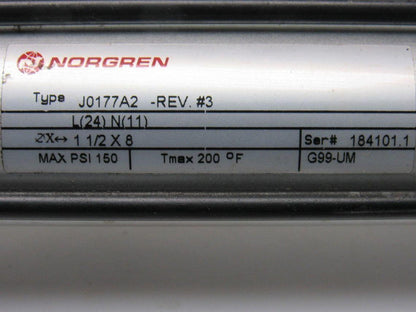 NORGREN
Type J0177A2 -REV. #3
L(24) N(11)
⌀X↔ 1 1/2 X 8 Ser# 184101.1
MAX PSI 150 Tmax 200 °F G99-UM